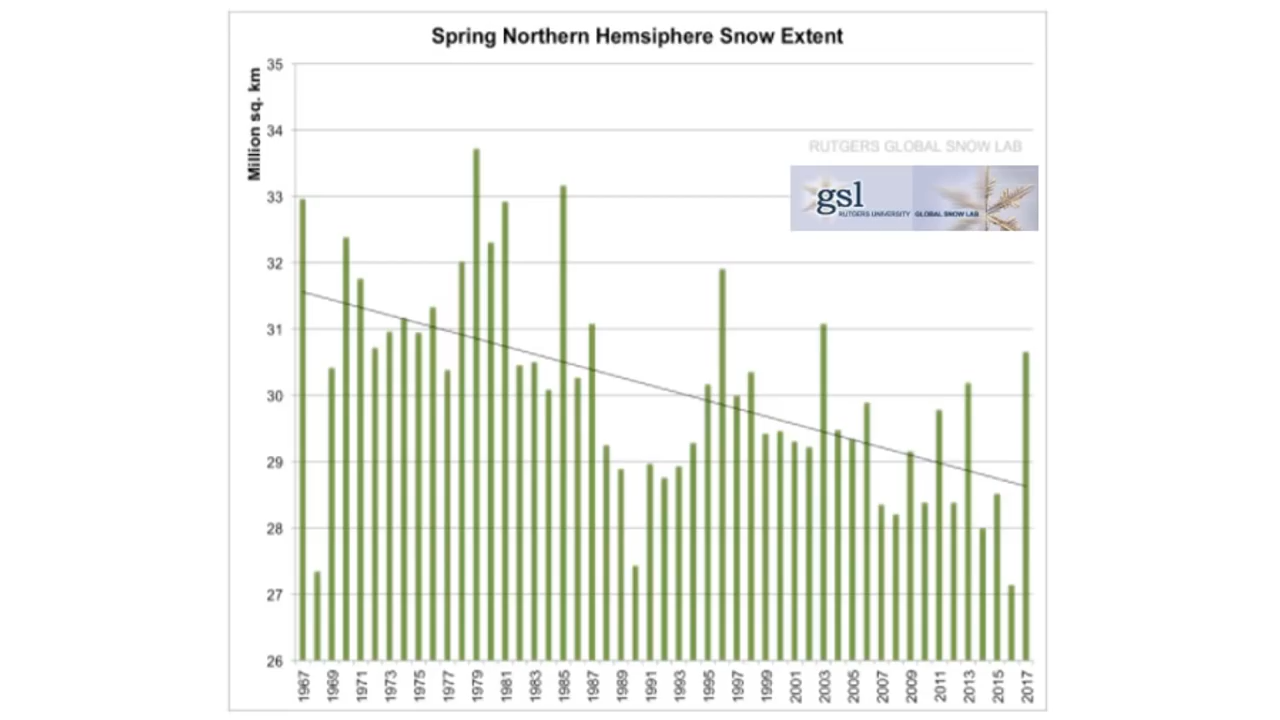 Spring Northern Hemsiphere Snow Extent
Million sq. km
35
34
33
32
31
30
29
28
27
26
RUTGERS GLOBAL SNOW LAB
gsl
RUTGERS UNIVERSITY GLOBAL SNOW LAB
1967 1969 1971 1973 1975 1977 1979 1981 1983 1985 1987 1989 1991 1993 1995 1997 1999 2001 2003 2005 2007 2009 2011 2013 2015 2017